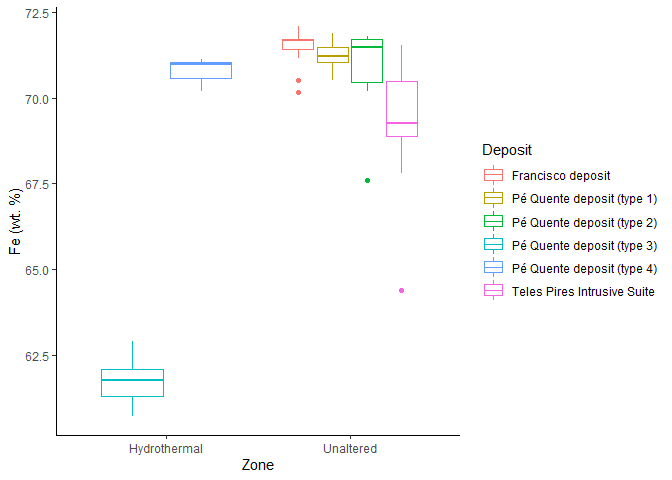 72.5
70.0
67.5
65.0
62.5
Fe (wt. %)
Hydrothermal
Unaltered
Zone
Deposit
Francisco deposit
Pé Quente deposit (type 1)
Pé Quente deposit (type 2)
Pé Quente deposit (type 3)
Pé Quente deposit (type 4)
Teles Pires Intrusive Suite